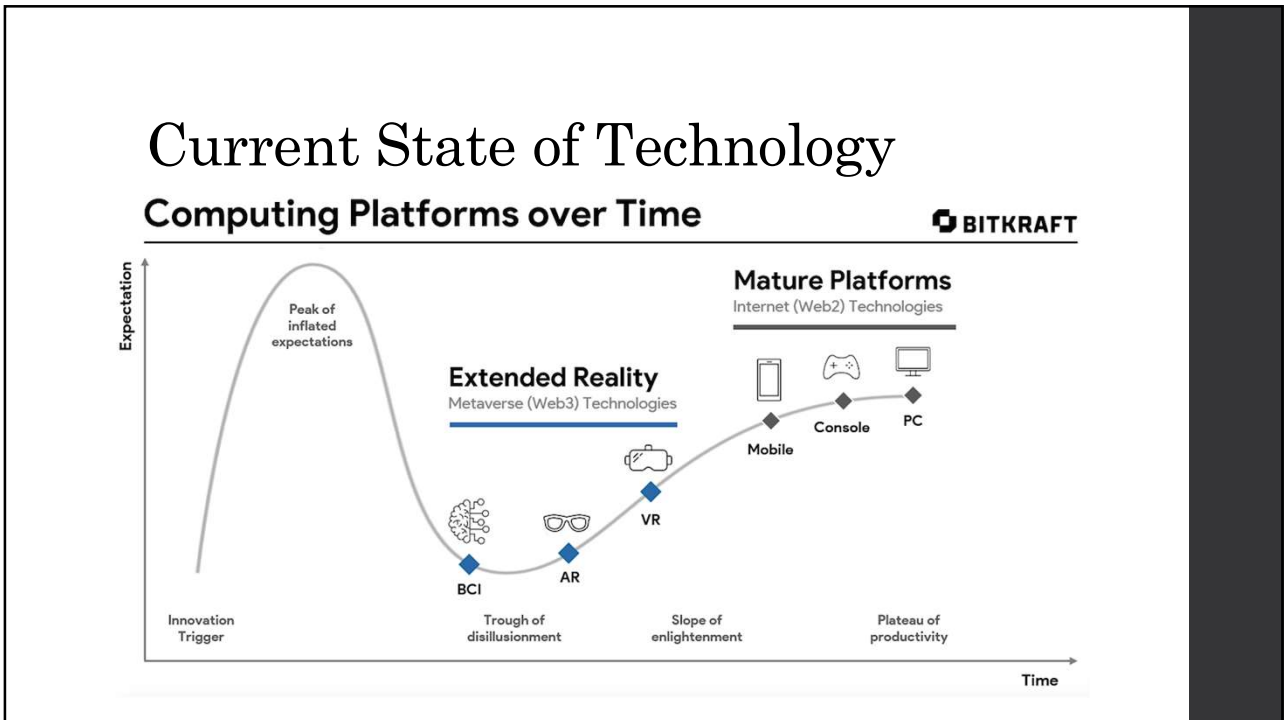 Current State of Technology
Computing Platforms over Time
BITKRAFT
Expectation
Peak of
inflated
expectations
Mature Platforms
Internet (Web2) Technologies
Extended Reality
Metaverse (Web3) Technologies
Mobile
Console
PC
VR
BCI
AR
Innovation
Trigger
Trough of
disillusionment
Slope of
enlightenment
Plateau of
productivity
Time